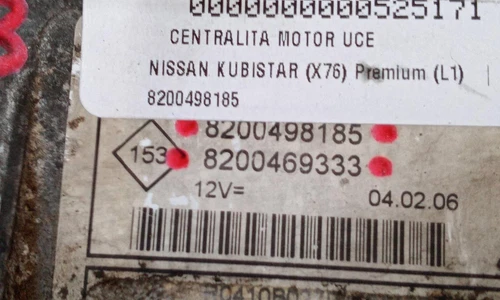 0000000000525171
CENTRALITA MOTOR UCE
NISSAN KUBISTAR (X76) Premium (L1)
8200498185
8200498185
153
8200469333
12V=
04.02.06